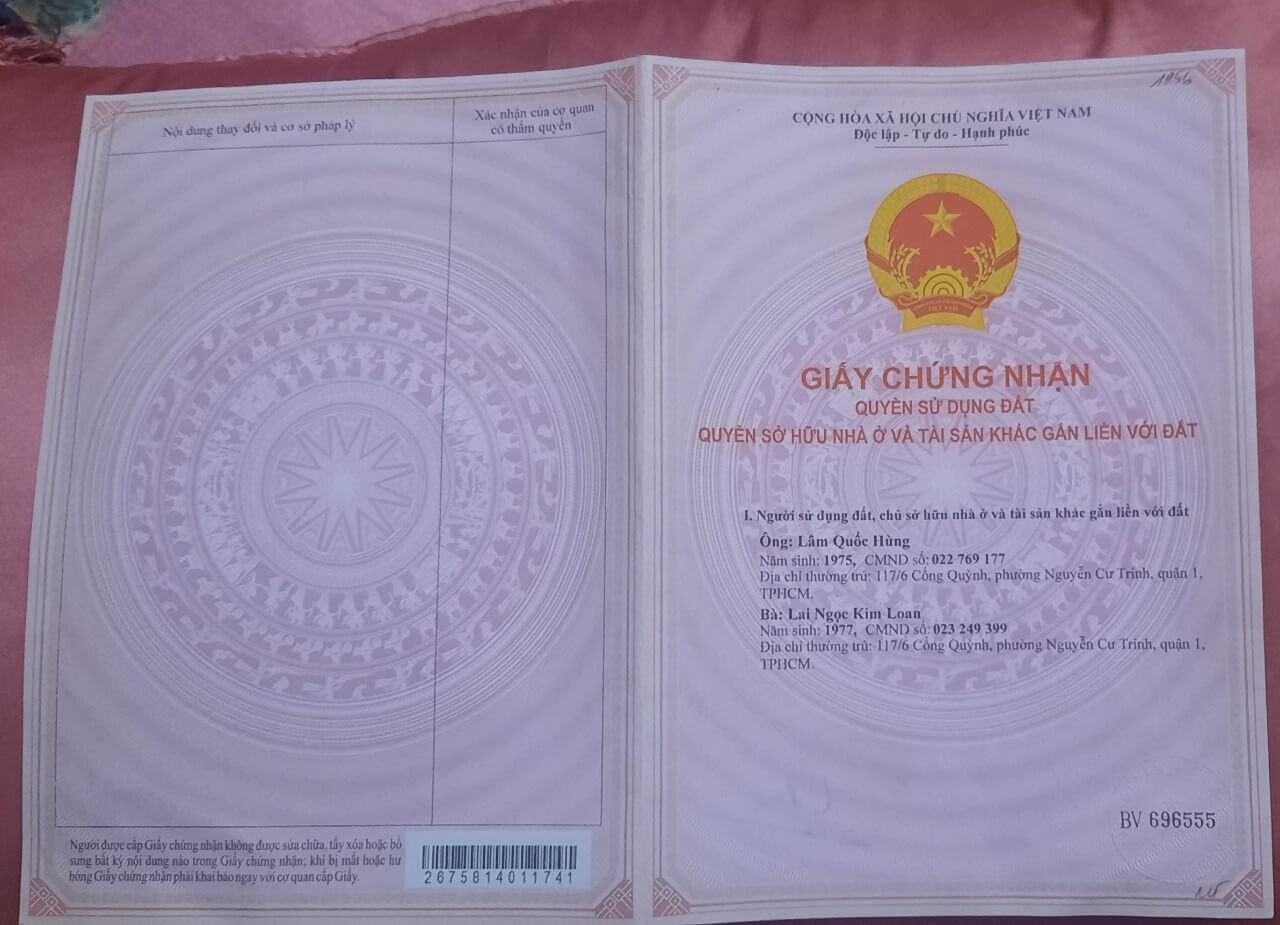 Nội dung thay đổi và cơ sở pháp lý
Xác nhận của cơ quan
có thẩm quyền
Người được cấp Giấy chứng nhận không được sửa chữa, tẩy xóa hoặc bổ
sung bất kỳ nội dung nào trong Giấy chứng nhận; khi bị mất hoặc hư
hỏng Giấy chứng nhận phải khai báo ngay với cơ quan cấp Giấy.
2675814011741
CỘNG HÒA XÃ HỘI CHỦ NGHĨA VIỆT NAM
Độc lập - Tự do - Hạnh phúc
VIỆT NAM
GIẤY CHỨNG NHẬN
QUYỀN SỬ DỤNG ĐẤT
QUYỀN SỞ HỮU NHÀ Ở VÀ TÀI SẢN KHÁC GẮN LIỀN VỚI ĐẤT
I. Người sử dụng đất, chủ sở hữu nhà ở và tài sản khác gắn liền với đất
Ông: Lâm Quốc Hùng
Năm sinh: 1975, CMND số: 022 769 177
Địa chỉ thường trú: 117/6 Cống Quỳnh, phường Nguyễn Cư Trinh, quận 1,
TPHCM.
Bà: Lai Ngọc Kim Loan
Năm sinh: 1977, CMND số: 023 249 399
Địa chỉ thường trú: 117/6 Cống Quỳnh, phường Nguyễn Cư Trinh, quận 1,
TPHCM.
BV 696555